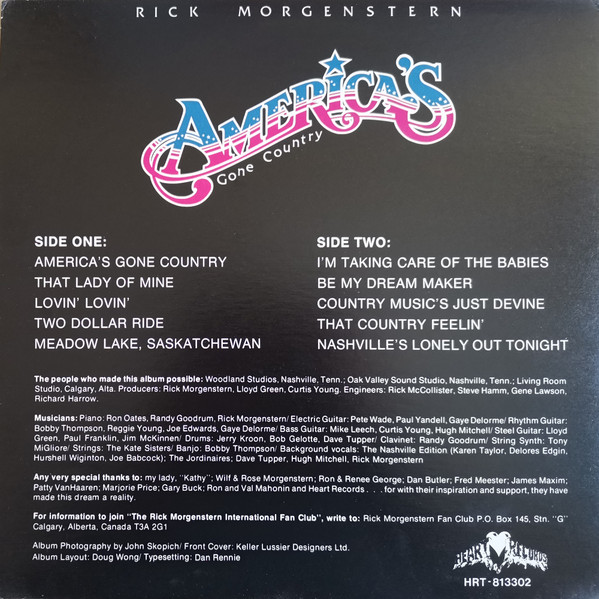 RICK MORGENSTERN
AMERICA'S
Gone Country
SIDE ONE:
AMERICA'S GONE COUNTRY
THAT LADY OF MINE
LOVIN' LOVIN'
TWO DOLLAR RIDE
MEADOW LAKE, SASKATCHEWAN
SIDE TWO:
I'M TAKING CARE OF THE BABIES
BE MY DREAM MAKER
COUNTRY MUSIC'S JUST DEVINE
THAT COUNTRY FEELIN'
NASHVILLE'S LONELY OUT TONIGHT
The people who made this album possible: Woodland Studios, Nashville, Tenn.; Oak Valley Sound Studio, Nashville, Tenn.; Living Room
Studio, Calgary, Alta. Producers: Rick Morgenstern, Lloyd Green, Curtis Young. Engineers: Rick McCollister, Steve Hamm, Gene Lawson,
Richard Harrow.
Musicians: Piano: Ron Oates, Randy Goodrum, Rick Morgenstern/ Electric Guitar: Pete Wade, Paul Yandell, Gaye Delorme/ Rhythm Guitar:
Bobby Thompson, Reggie Young, Joe Edwards, Gaye Delorme/ Bass Guitar: Mike Leech, Curtis Young, Hugh Mitchell/ Steel Guitar: Lloyd
Green, Paul Franklin, Jim McKinnen/ Drums: Jerry Kroon, Bob Gelotte, Dave Tupper/ Clavinet: Randy Goodrum/ String Synth: Tony
MiGliore/ Strings: The Kate Sisters/ Banjo: Bobby Thompson/ Background vocals: The Nashville Edition (Karen Taylor, Delores Edgin,
Hurshell Wiginton, Joe Babcock); The Jordinaires; Dave Tupper, Hugh Mitchell, Rick Morgenstern
Any very special thanks to: my lady, "Kathy"; Wilf & Rose Morgenstern; Ron & Renee George; Dan Butler; Fred Meester; James Maxim;
Patty VanHaaren; Marjorie Price; Gary Buck; Ron and Val Mahonin and Heart Records . . . for with their inspiration and support, they have
made this dream a reality.
For information to join "The Rick Morgenstern International Fan Club", write to: Rick Morgenstern Fan Club P.O. Box 145, Stn. "G"
Calgary, Alberta, Canada T3A 2G1
Album Photography by John Skopich/ Front Cover: Keller Lussier Designers Ltd.
Album Layout: Doug Wong/ Typesetting: Dan Rennie
HEART RECORDS
HRT-813302